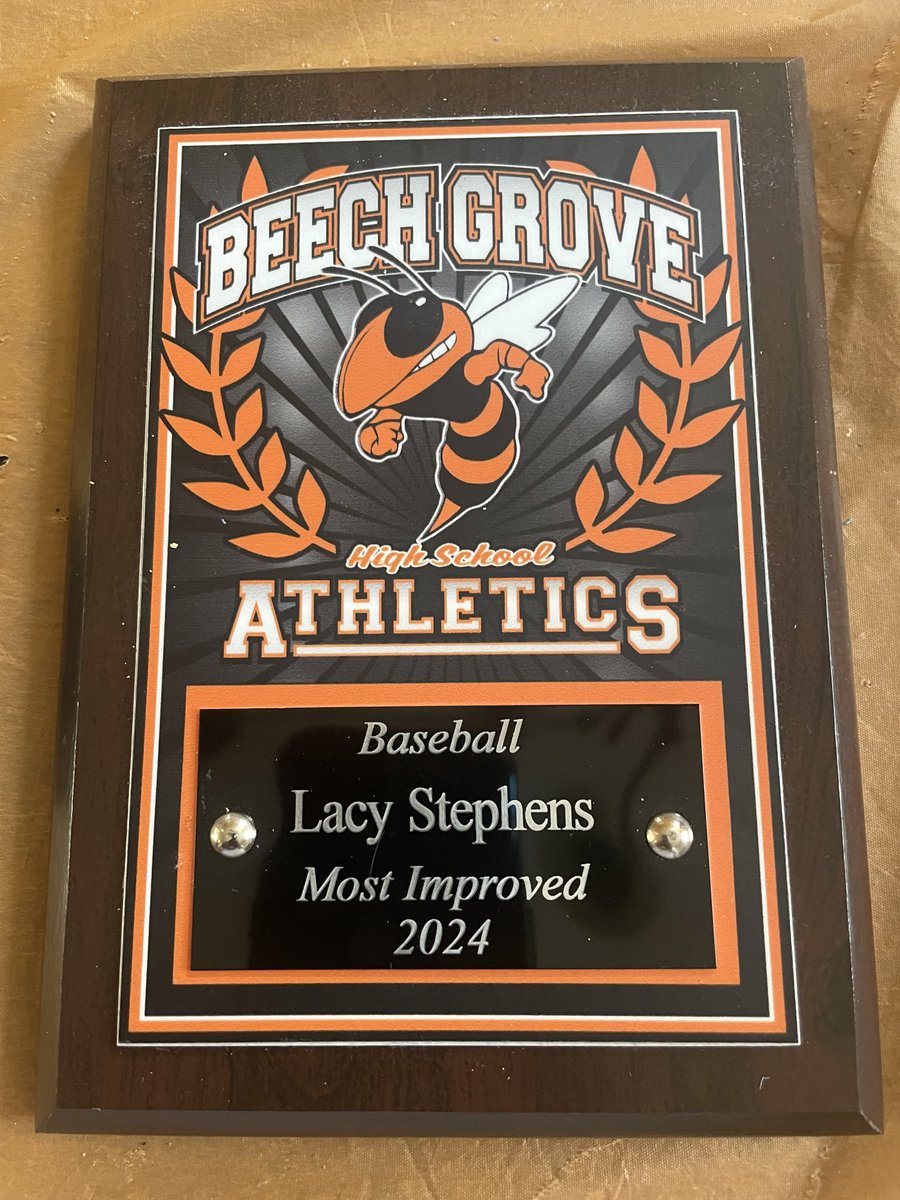 BEECH GROVE
High School
ATHLETICS
Baseball
Lacy Stephens
Most Improved
2024